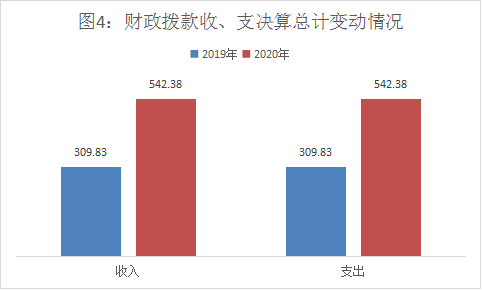 图4：财政拨款收、支决算总计变动情况
2019年 2020年
542.38 542.38
309.83 309.83
收入 支出